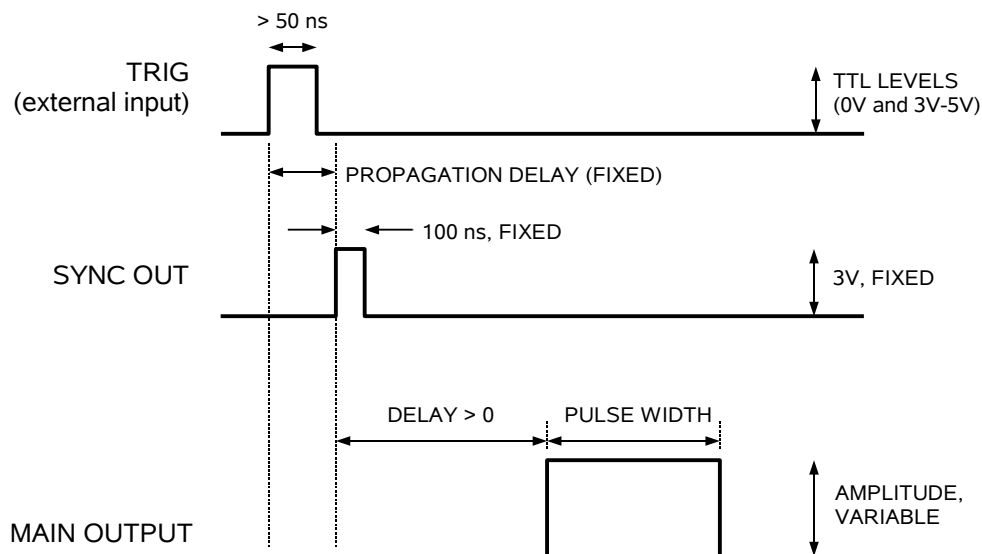 > 50 ns
TRIG
(external input)
TTL LEVELS
(0V and 3V-5V)
PROPAGATION DELAY (FIXED)
100 ns, FIXED
SYNC OUT
3V, FIXED
DELAY > 0
PULSE WIDTH
AMPLITUDE,
VARIABLE
MAIN OUTPUT